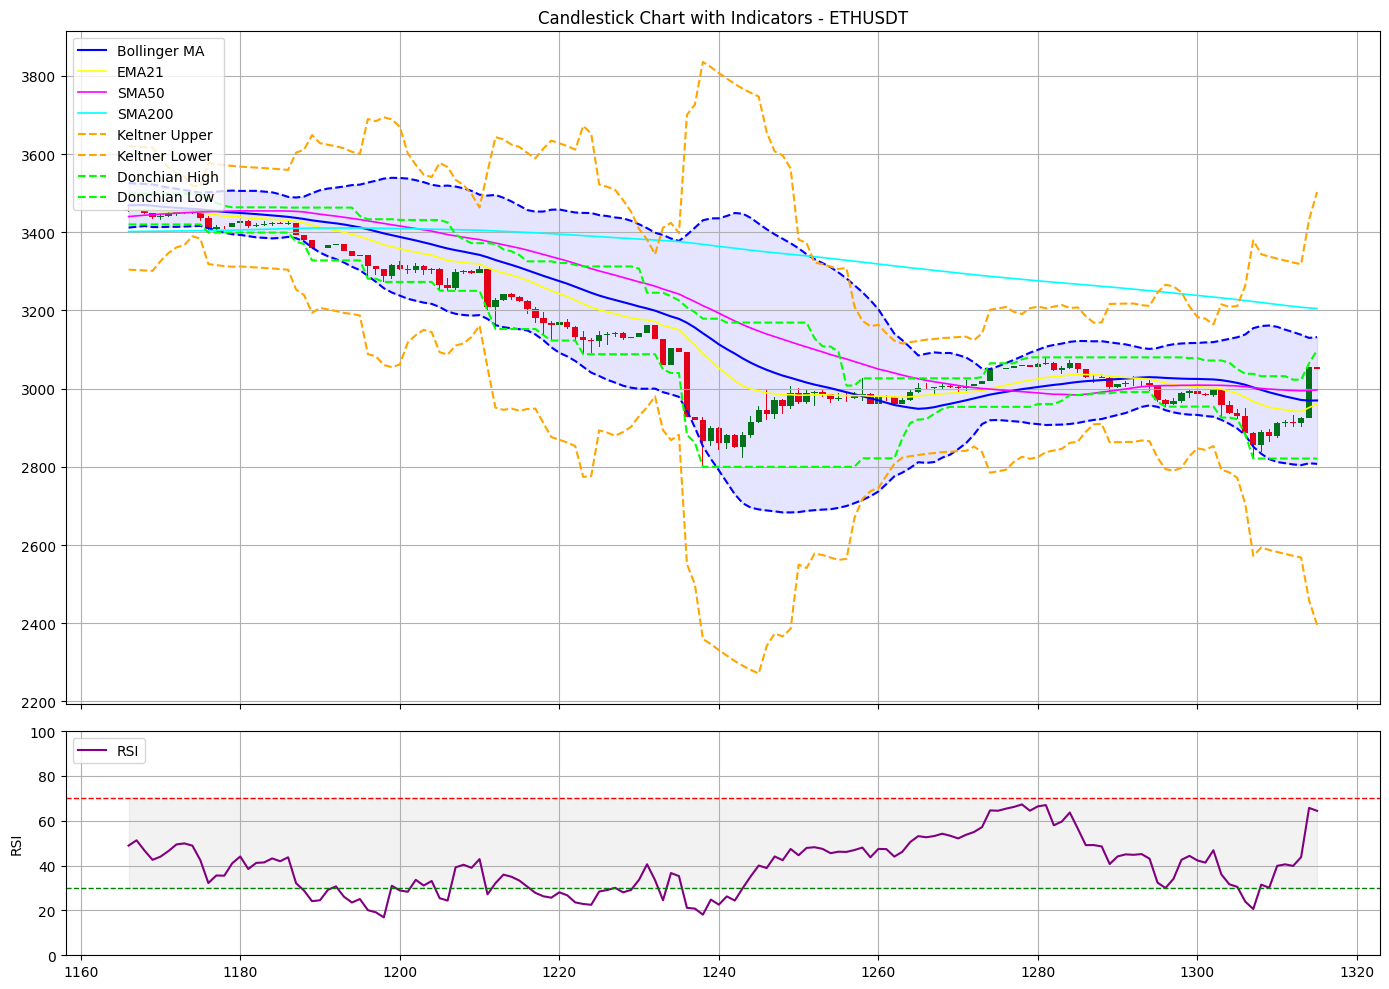 Candlestick Chart with Indicators - ETHUSDT
Bollinger MA
EMA21
SMA50
SMA200
Keltner Upper
Keltner Lower
Donchian High
Donchian Low
3800
3600
3400
3200
3000
2800
2600
2400
2200
RSI
100
80
60
40
20
0
RSI
1160
1180
1200
1220
1240
1260
1280
1300
1320